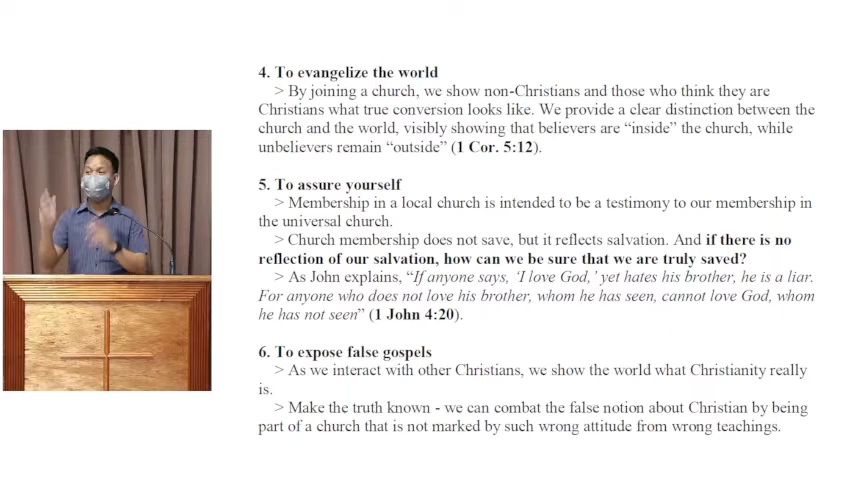 4. To evangelize the world
> By joining a church, we show non-Christians and those who think they are
Christians what true conversion looks like. We provide a clear distinction between the
church and the world, visibly showing that believers are “inside” the church, while
unbelievers remain “outside” (1 Cor. 5:12).
5. To assure yourself
> Membership in a local church is intended to be a testimony to our membership in
the universal church.
> Church membership does not save, but it reflects salvation. And if there is no
reflection of our salvation, how can we be sure that we are truly saved?
> As John explains, “If anyone says, ‘I love God,’ yet hates his brother, he is a liar.
For anyone who does not love his brother, whom he has seen, cannot love God, whom
he has not seen” (1 John 4:20).
6. To expose false gospels
> As we interact with other Christians, we show the world what Christianity really
is.
> Make the truth known - we can combat the false notion about Christian by being
part of a church that is not marked by such wrong attitude from wrong teachings.